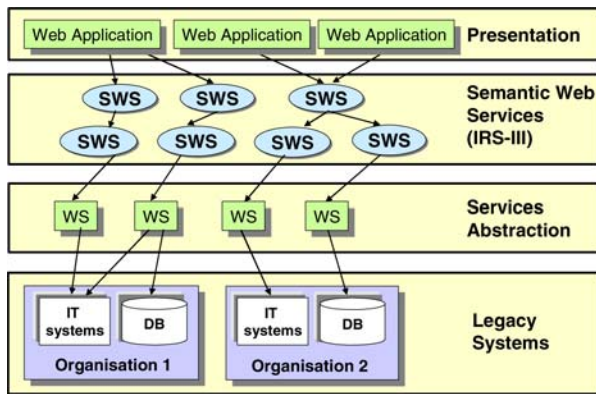 Web Application
Web Application
Web Application
Presentation
SWS
SWS
SWS
SWS
SWS
SWS
SWS
Semantic Web
Services
(IRS-III)
WS
WS
WS
WS
Services
Abstraction
IT
systems
DB
Organisation 1
IT
systems
DB
Organisation 2
Legacy
Systems